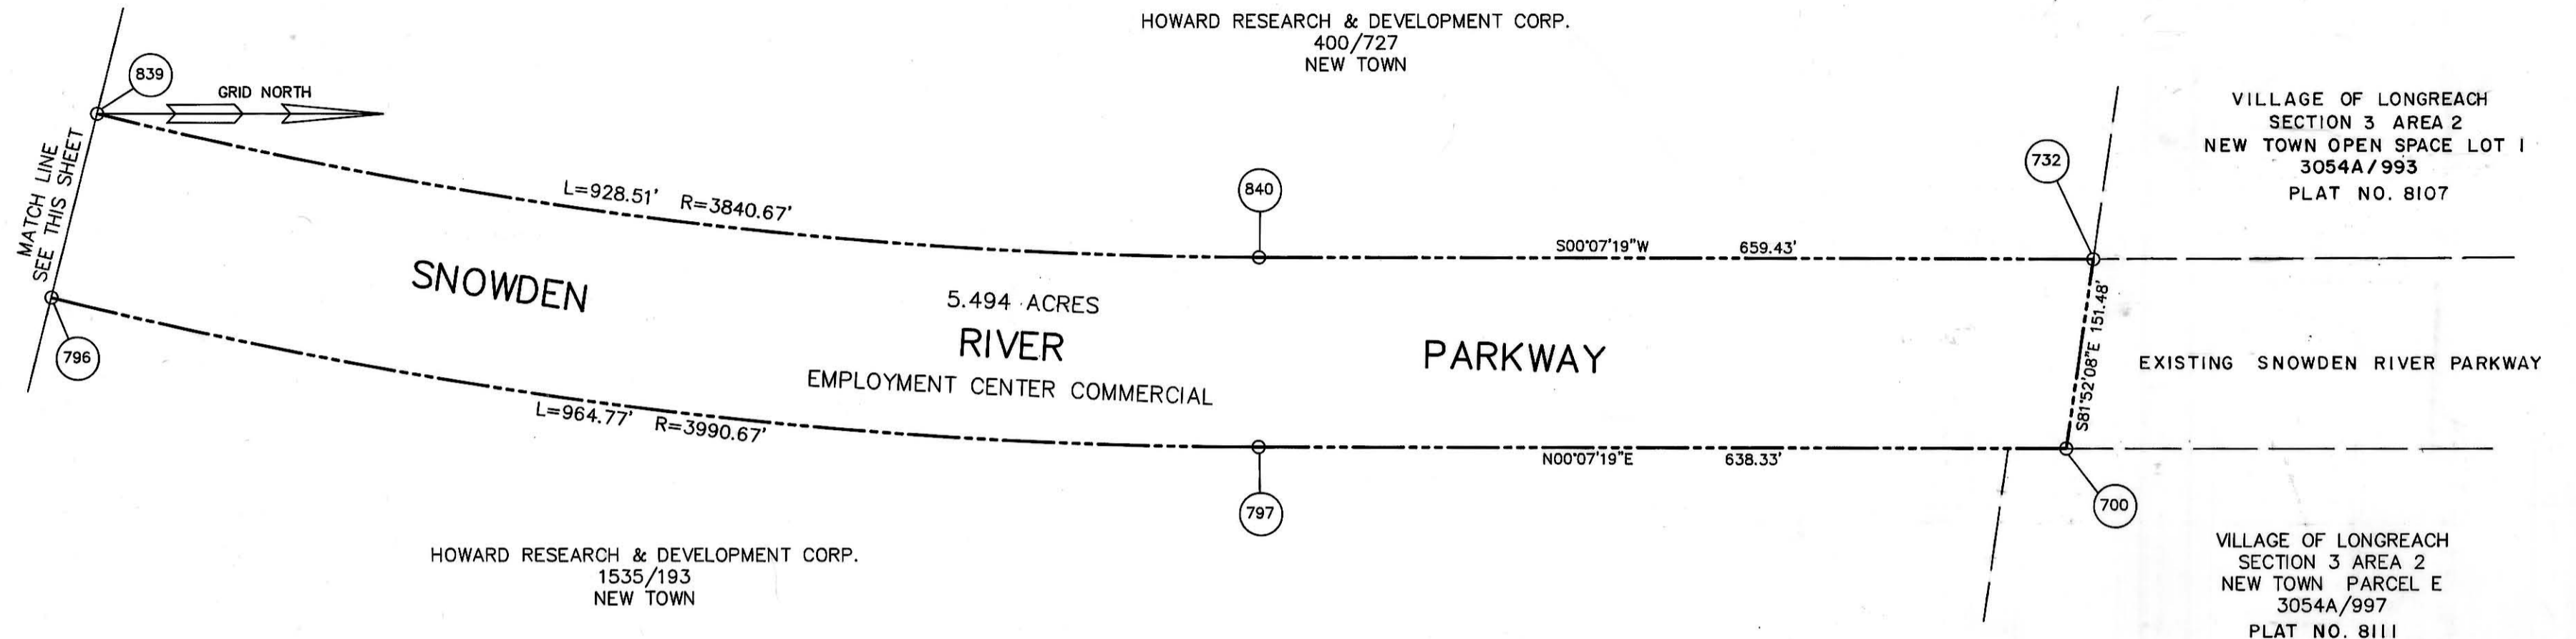 HOWARD RESEARCH & DEVELOPMENT CORP.
400/727
NEW TOWN
839
GRID NORTH
MATCH LINE
SEE THIS SHEET
796
L=928.51' R=3840.67'
840
S00°07'19"W 659.43'
732
VILLAGE OF LONGREACH
SECTION 3 AREA 2
NEW TOWN OPEN SPACE LOT 1
3054A/993
PLAT NO. 8107
SNOWDEN
5.494 ACRES
RIVER
EMPLOYMENT CENTER COMMERCIAL
PARKWAY
S81°52'08"E 151.48'
EXISTING SNOWDEN RIVER PARKWAY
L=964.77' R=3990.67'
797
N00°07'19"E 638.33'
700
HOWARD RESEARCH & DEVELOPMENT CORP.
1535/193
NEW TOWN
VILLAGE OF LONGREACH
SECTION 3 AREA 2
NEW TOWN PARCEL E
3054A/997
PLAT NO. 8111